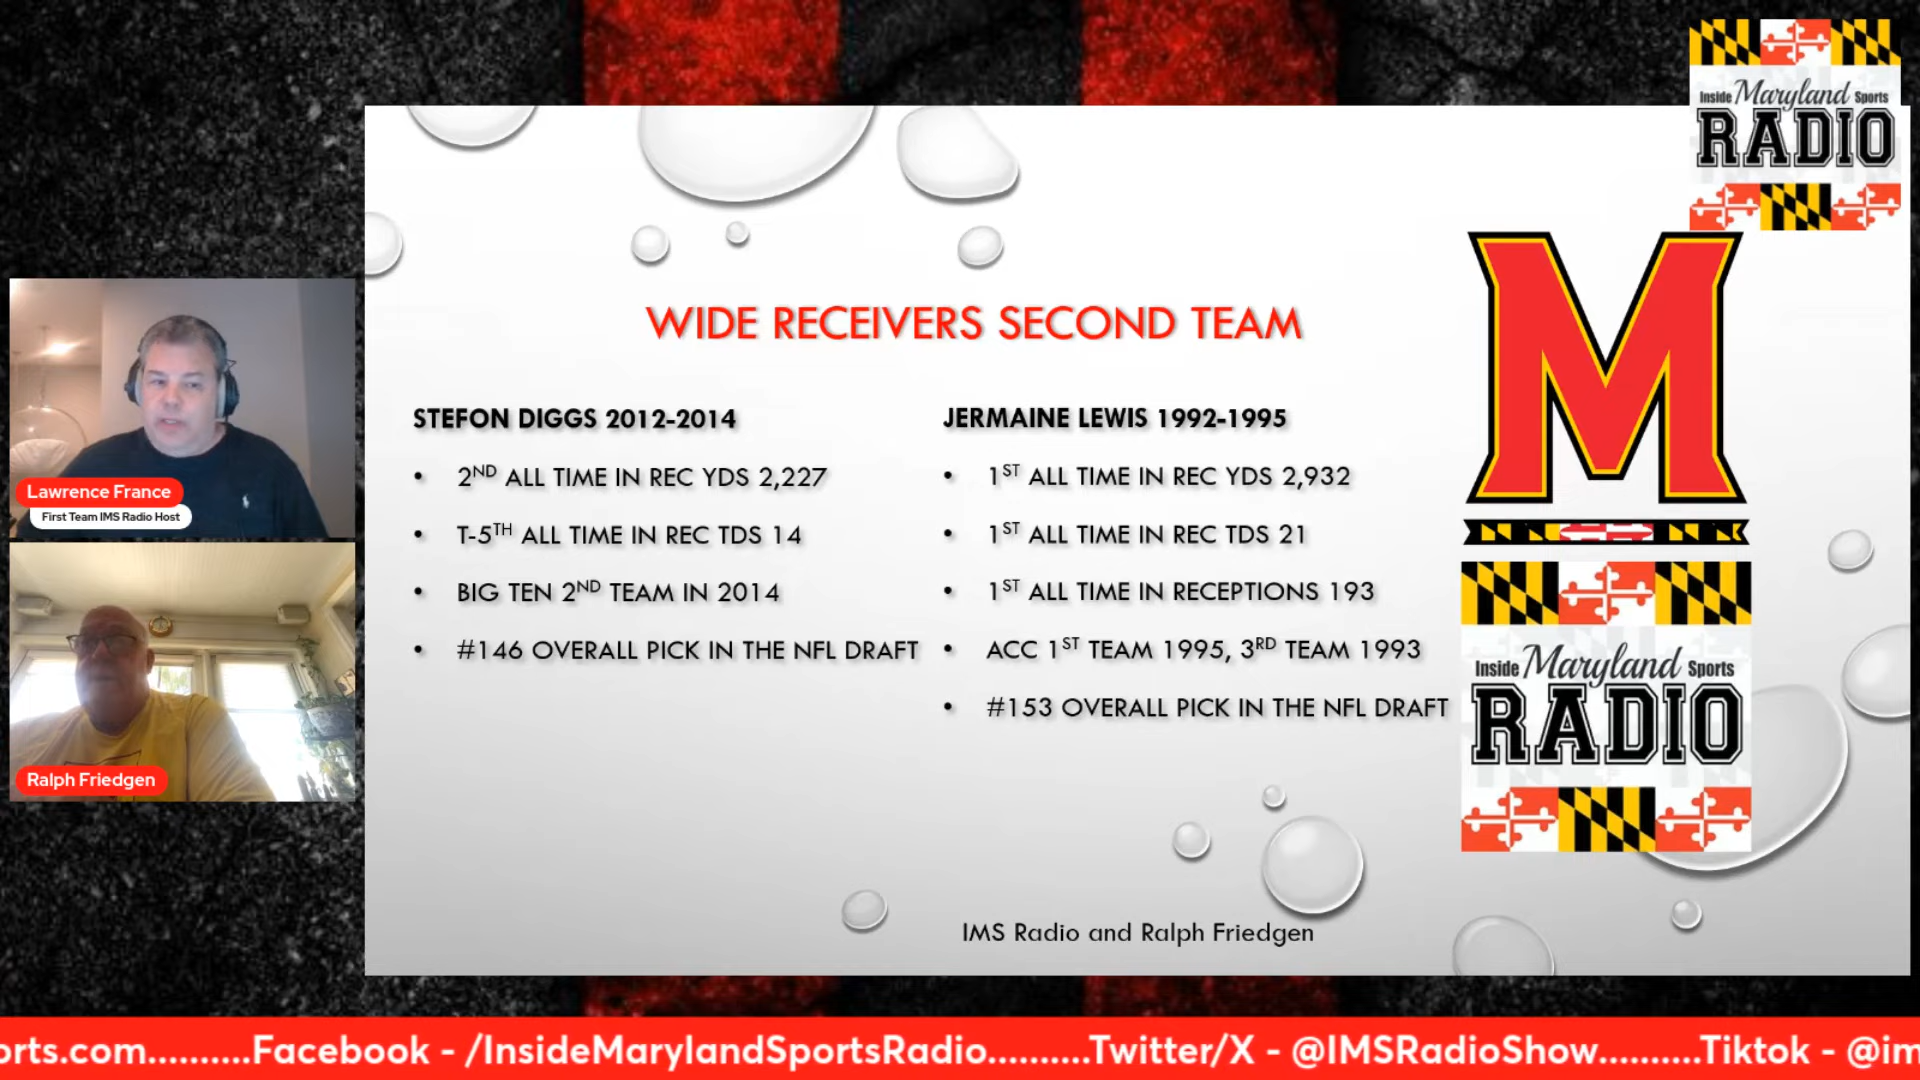 Inside Maryland Sports
RADIO
WIDE RECEIVERS SECOND TEAM
STEFON DIGGS 2012-2014
• 2ND ALL TIME IN REC YDS 2,227
• T-5TH ALL TIME IN REC TDS 14
• BIG TEN 2ND TEAM IN 2014
• #146 OVERALL PICK IN THE NFL DRAFT
JERMAINE LEWIS 1992-1995
• 1ST ALL TIME IN REC YDS 2,932
• 1ST ALL TIME IN REC TDS 21
• 1ST ALL TIME IN RECEPTIONS 193
• ACC 1ST TEAM 1995, 3RD TEAM 1993
• #153 OVERALL PICK IN THE NFL DRAFT
M
Inside Maryland Sports
RADIO
Lawrence France
First Team IMS Radio Host
Ralph Friedgen
IMS Radio and Ralph Friedgen
orts.com..........Facebook - /InsideMarylandSportsRadio..........Twitter/X - @IMSRadioShow..........Tiktok - @im